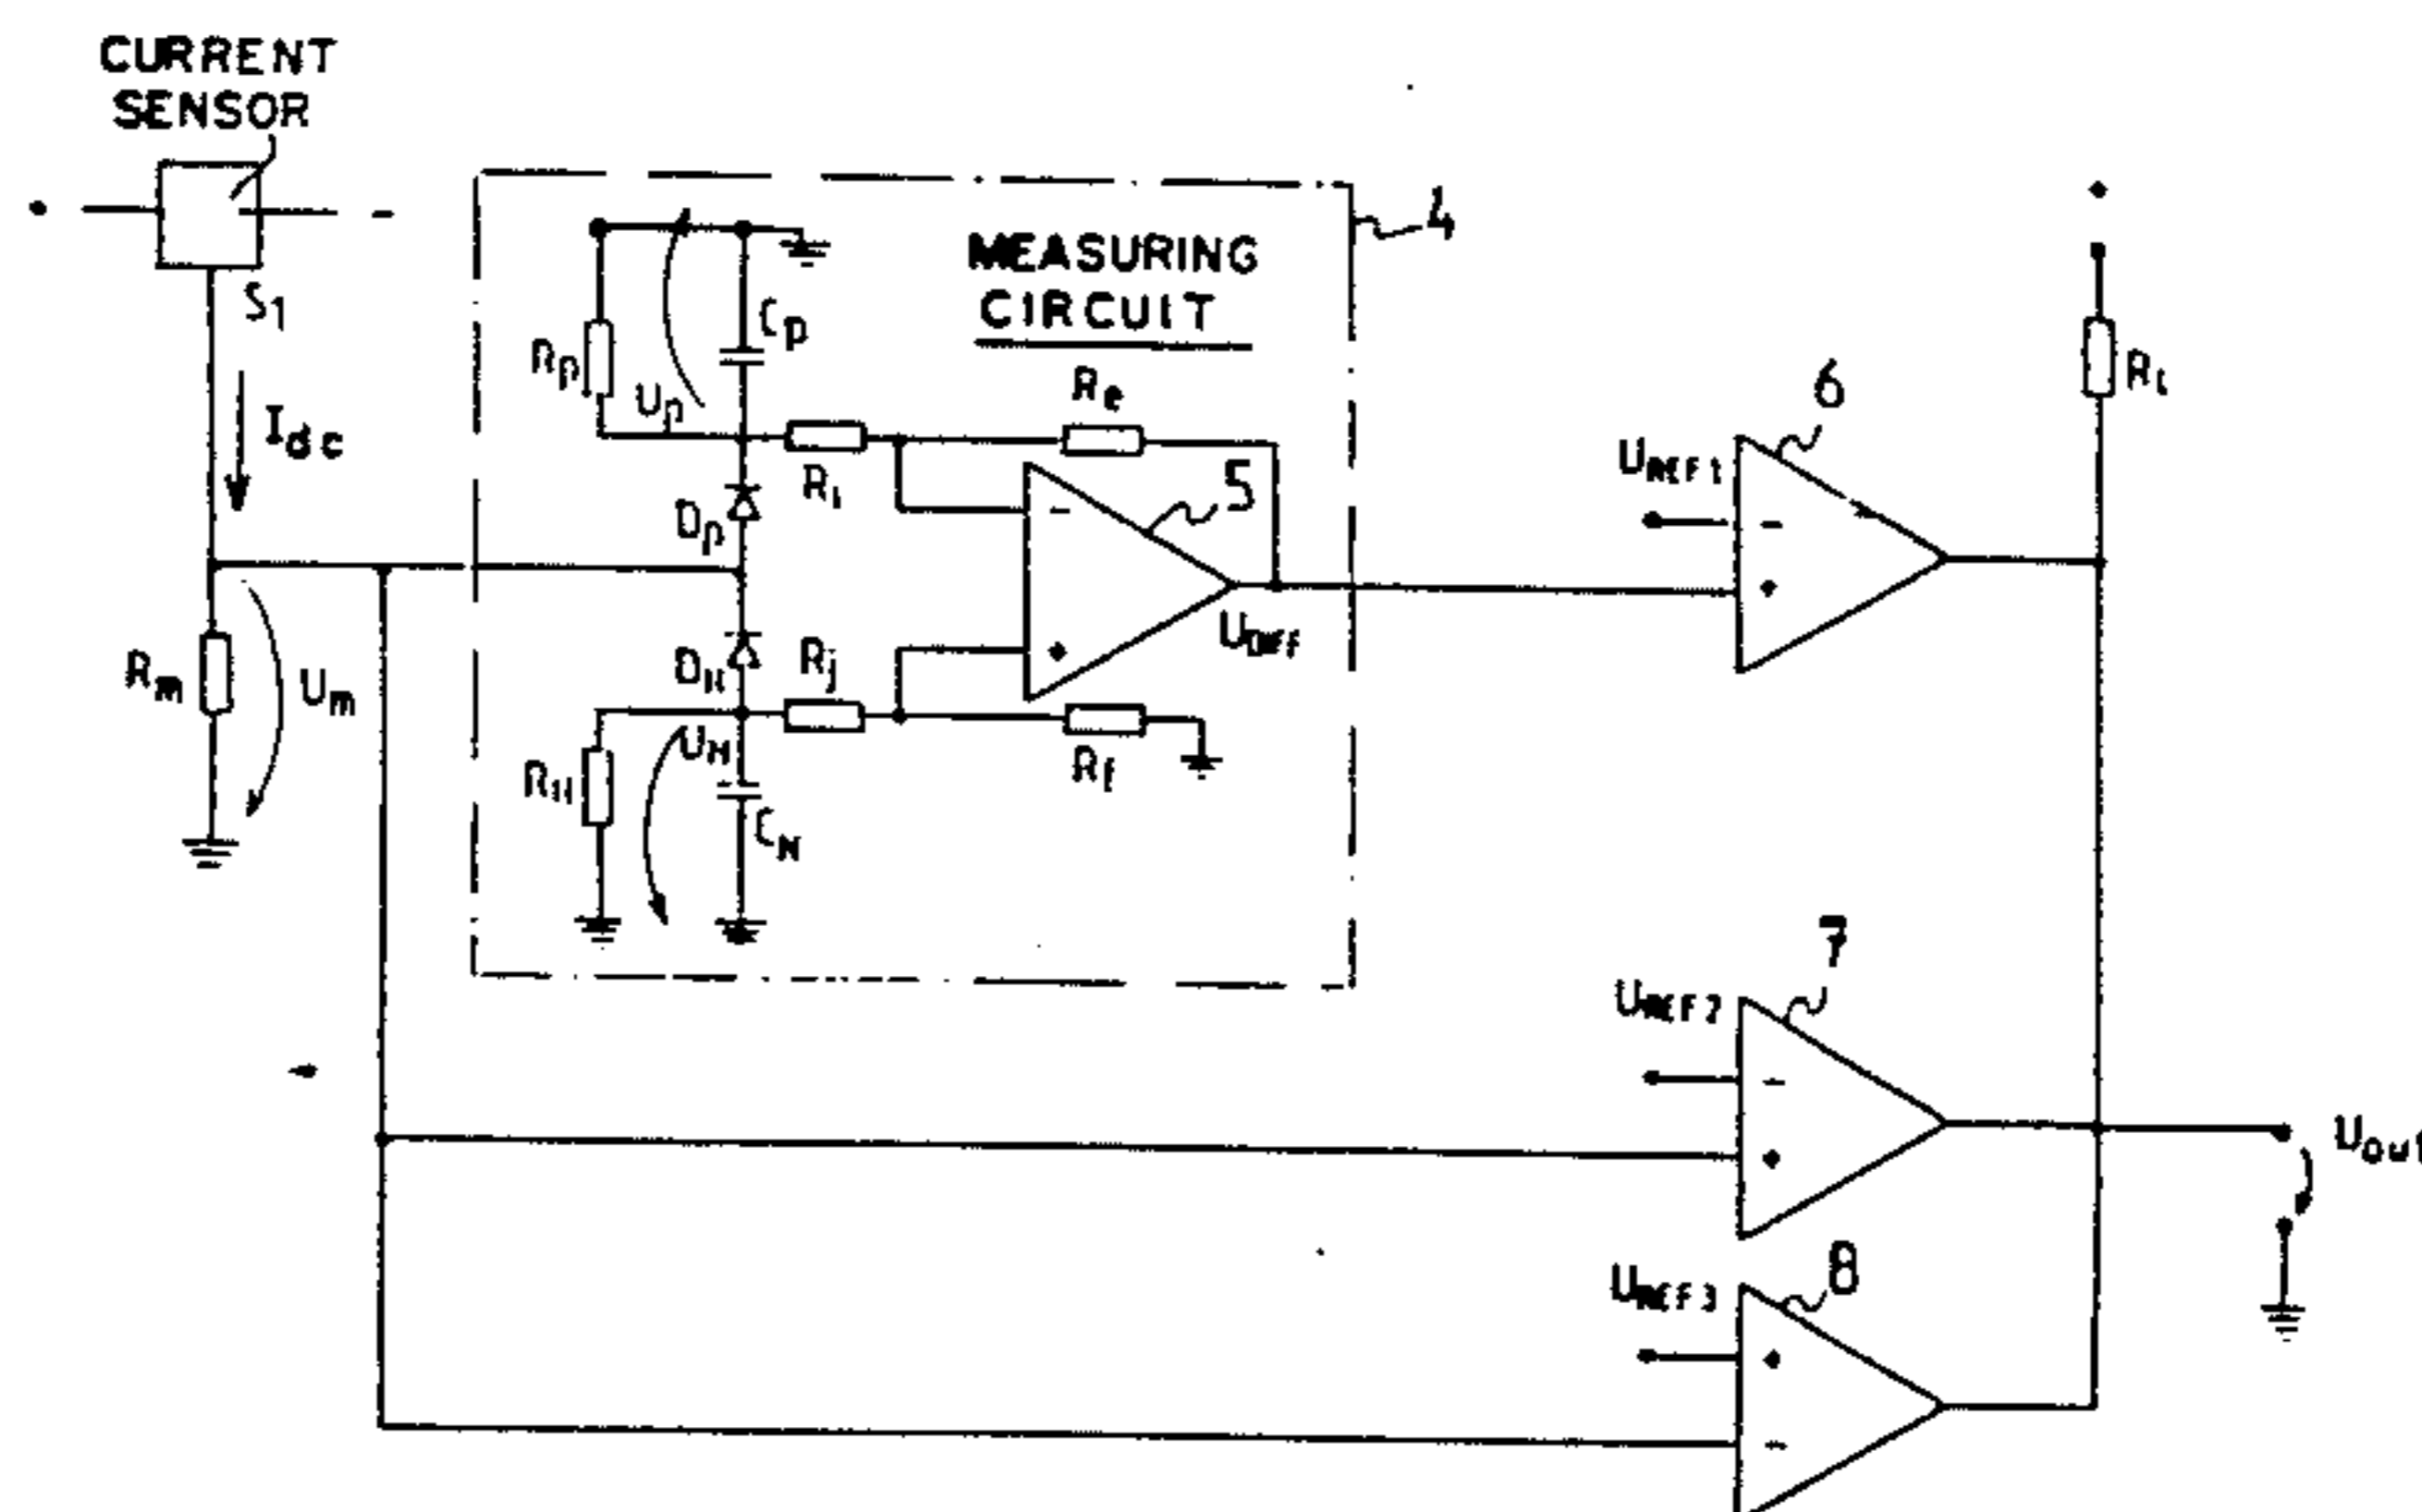 CURRENT
SENSOR
S1
Idc
Rm
Um
4
MEASURING
CIRCUIT
Rp
Cp
Up
Re
Ri
Dp
5
-
+
UDIFF
DN
Rj
UN
RN
CN
Rf
6
UREF1
-
+
RL
7
UREF2
-
+
Uout
8
UREF3
+
-